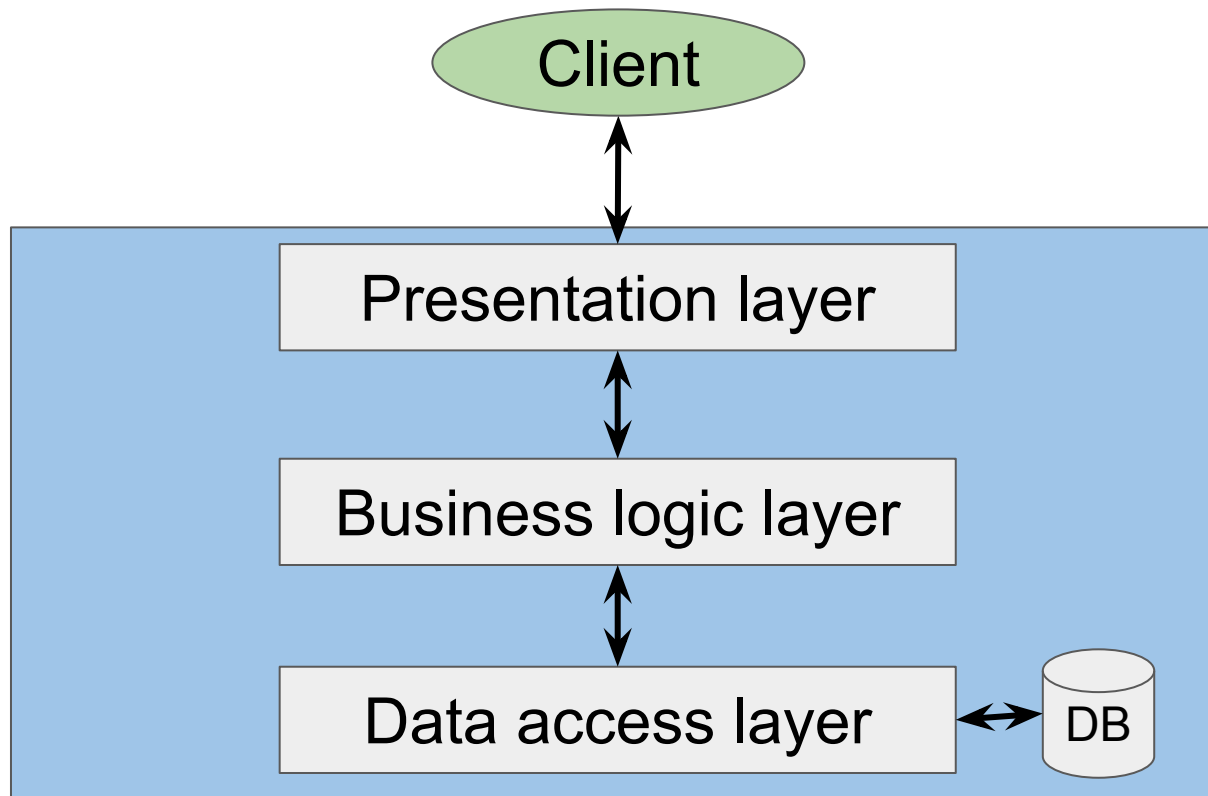 Client
Presentation layer
Business logic layer
Data access layer
DB